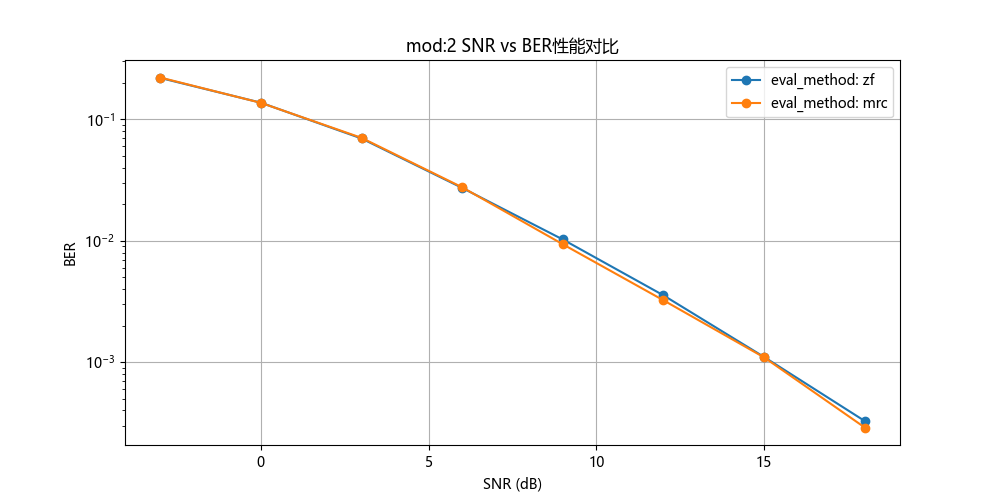 mod:2 SNR vs BER性能对比
eval_method: zf
eval_method: mrc
BER
10⁻¹
10⁻²
10⁻³
0 5 10 15
SNR (dB)